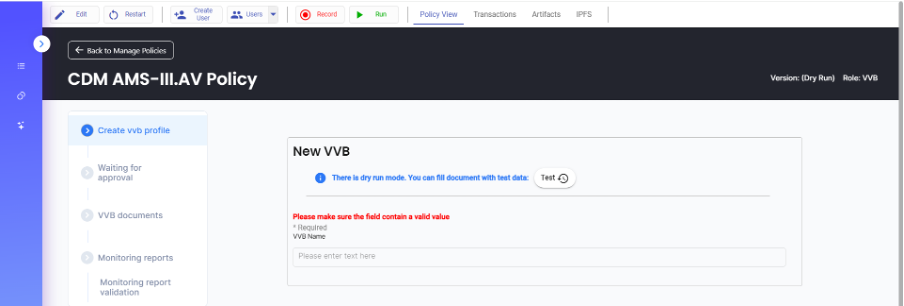 Edit Restart Create User Users Record Run Policy View Transactions Artifacts IPFS
Back to Manage Policies
CDM AMS-III.AV Policy
Version: (Dry Run) Role: VVB
Create vvb profile
Waiting for
approval
VVB documents
Monitoring reports
Monitoring report
validation
New VVB
There is dry run mode. You can fill document with test data: Test
Please make sure the field contain a valid value
* Required
VVB Name
Please enter text here